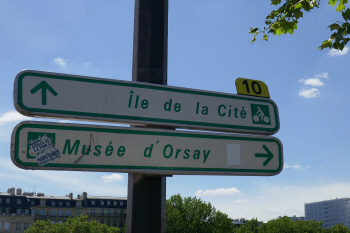 10
Île de la Cité
Musée d'Orsay